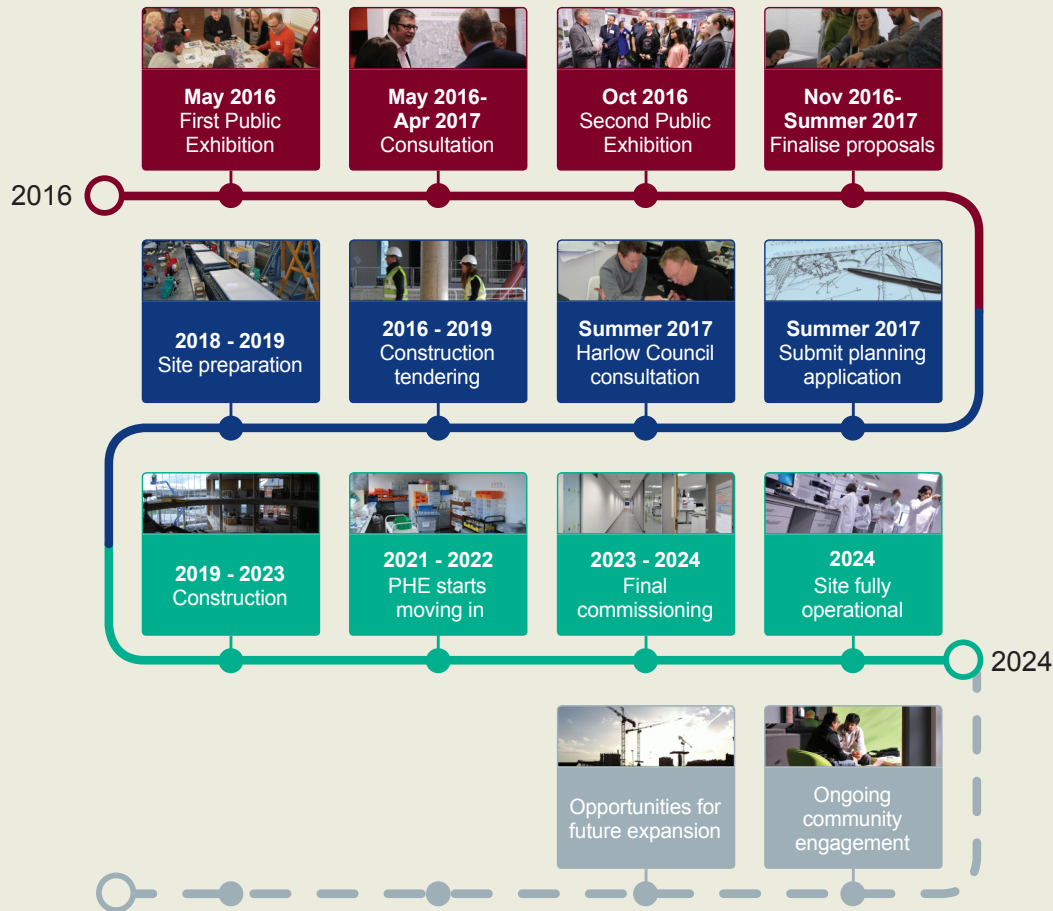 May 2016
First Public
Exhibition
May 2016-
Apr 2017
Consultation
Oct 2016
Second Public
Exhibition
Nov 2016-
Summer 2017
Finalise proposals
2016
2018 - 2019
Site preparation
2016 - 2019
Construction
tendering
Summer 2017
Harlow Council
consultation
Summer 2017
Submit planning
application
2019 - 2023
Construction
2021 - 2022
PHE starts
moving in
2023 - 2024
Final
commissioning
2024
Site fully
operational
2024
Opportunities for
future expansion
Ongoing
community
engagement